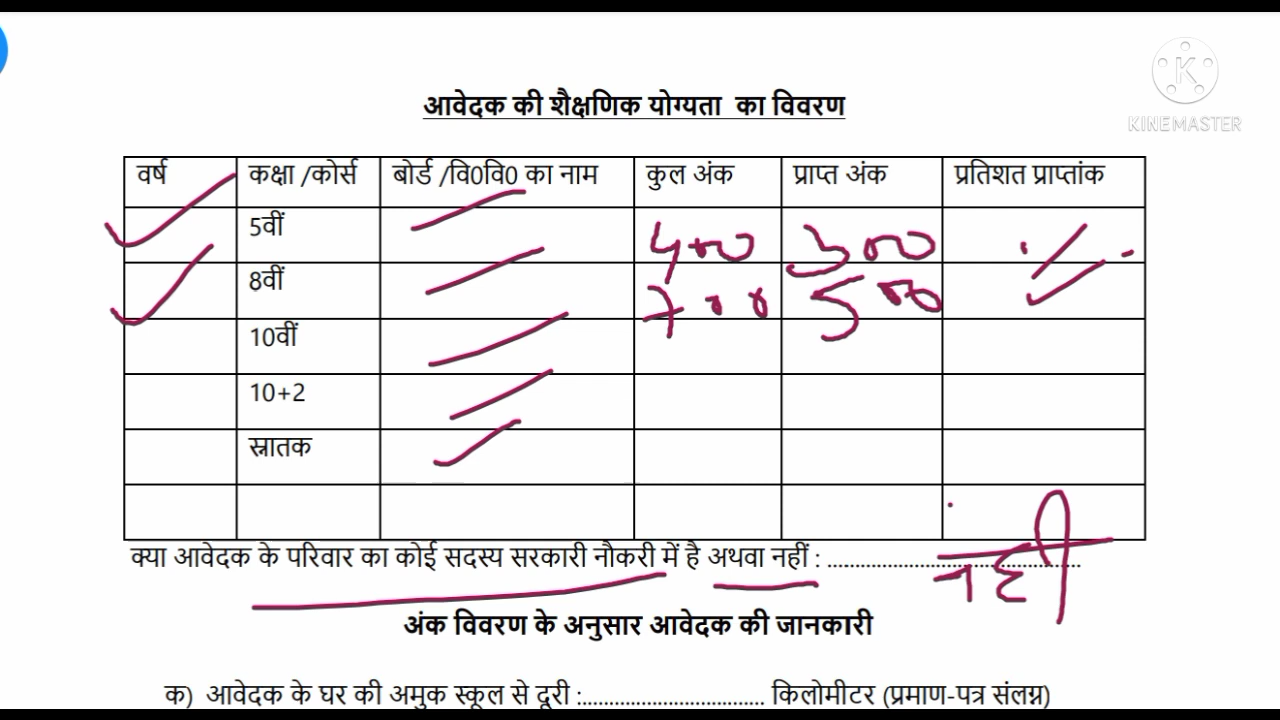 KINEMASTER
आवेदक की शैक्षणिक योग्यता का विवरण
वर्ष कक्षा /कोर्स बोर्ड /वि0वि0 का नाम कुल अंक प्राप्त अंक प्रतिशत प्राप्तांक
5वीं 400 300
8वीं 700 500
10वीं
10+2
स्नातक
क्या आवेदक के परिवार का कोई सदस्य सरकारी नौकरी में है अथवा नहीं : ............................................ नही
अंक विवरण के अनुसार आवेदक की जानकारी
क) आवेदक के घर की अमुक स्कूल से दूरी :................................ किलोमीटर (प्रमाण-पत्र संलग्न)